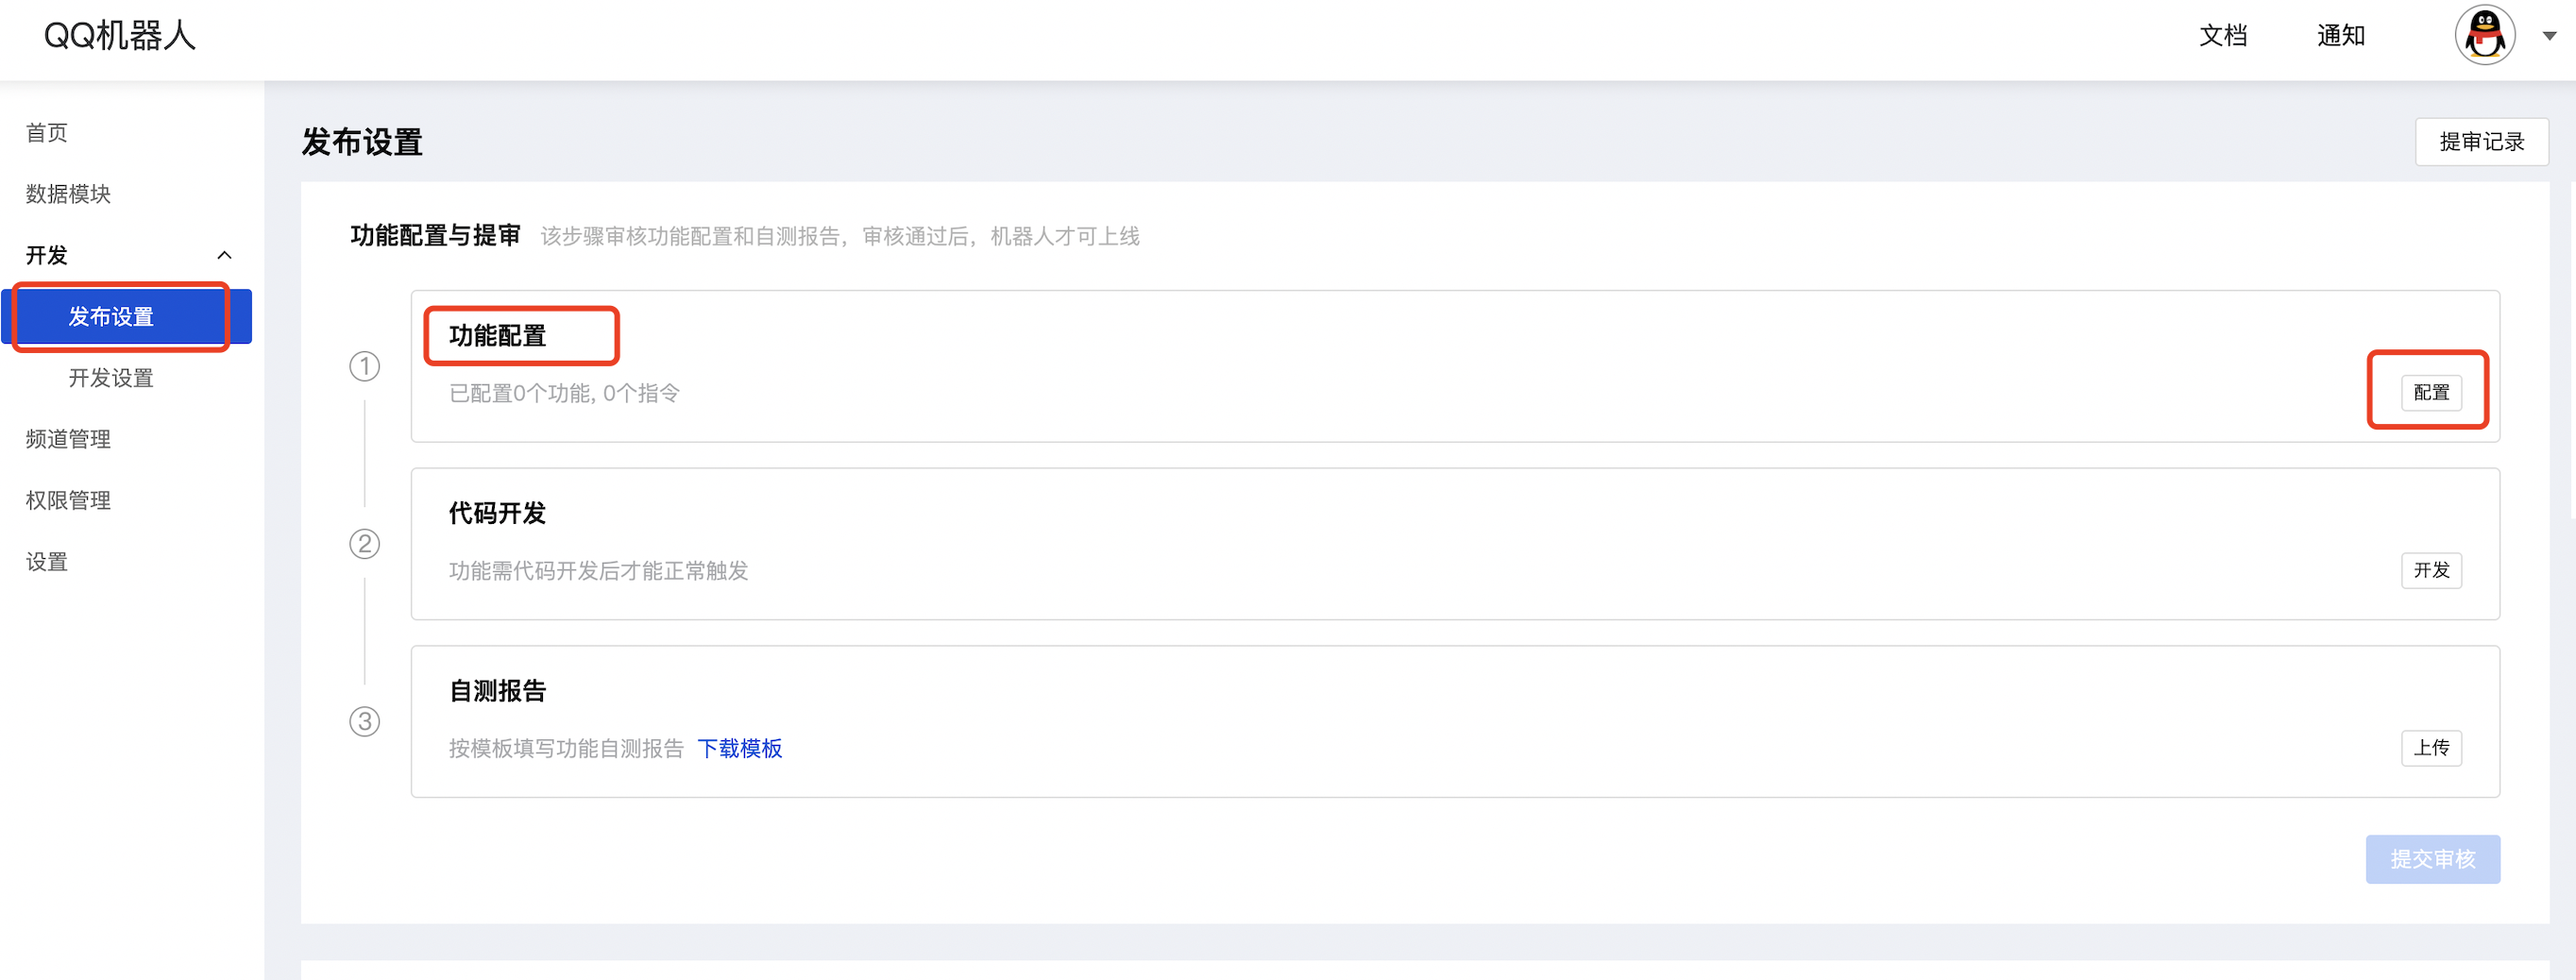 QQ机器人
文档
通知
首页
数据模块
开发
发布设置
开发设置
频道管理
权限管理
设置
发布设置
提审记录
功能配置与提审 该步骤审核功能配置和自测报告，审核通过后，机器人才可上线
1
功能配置
已配置0个功能, 0个指令
配置
2
代码开发
功能需代码开发后才能正常触发
开发
3
自测报告
按模板填写功能自测报告 下载模板
上传
提交审核